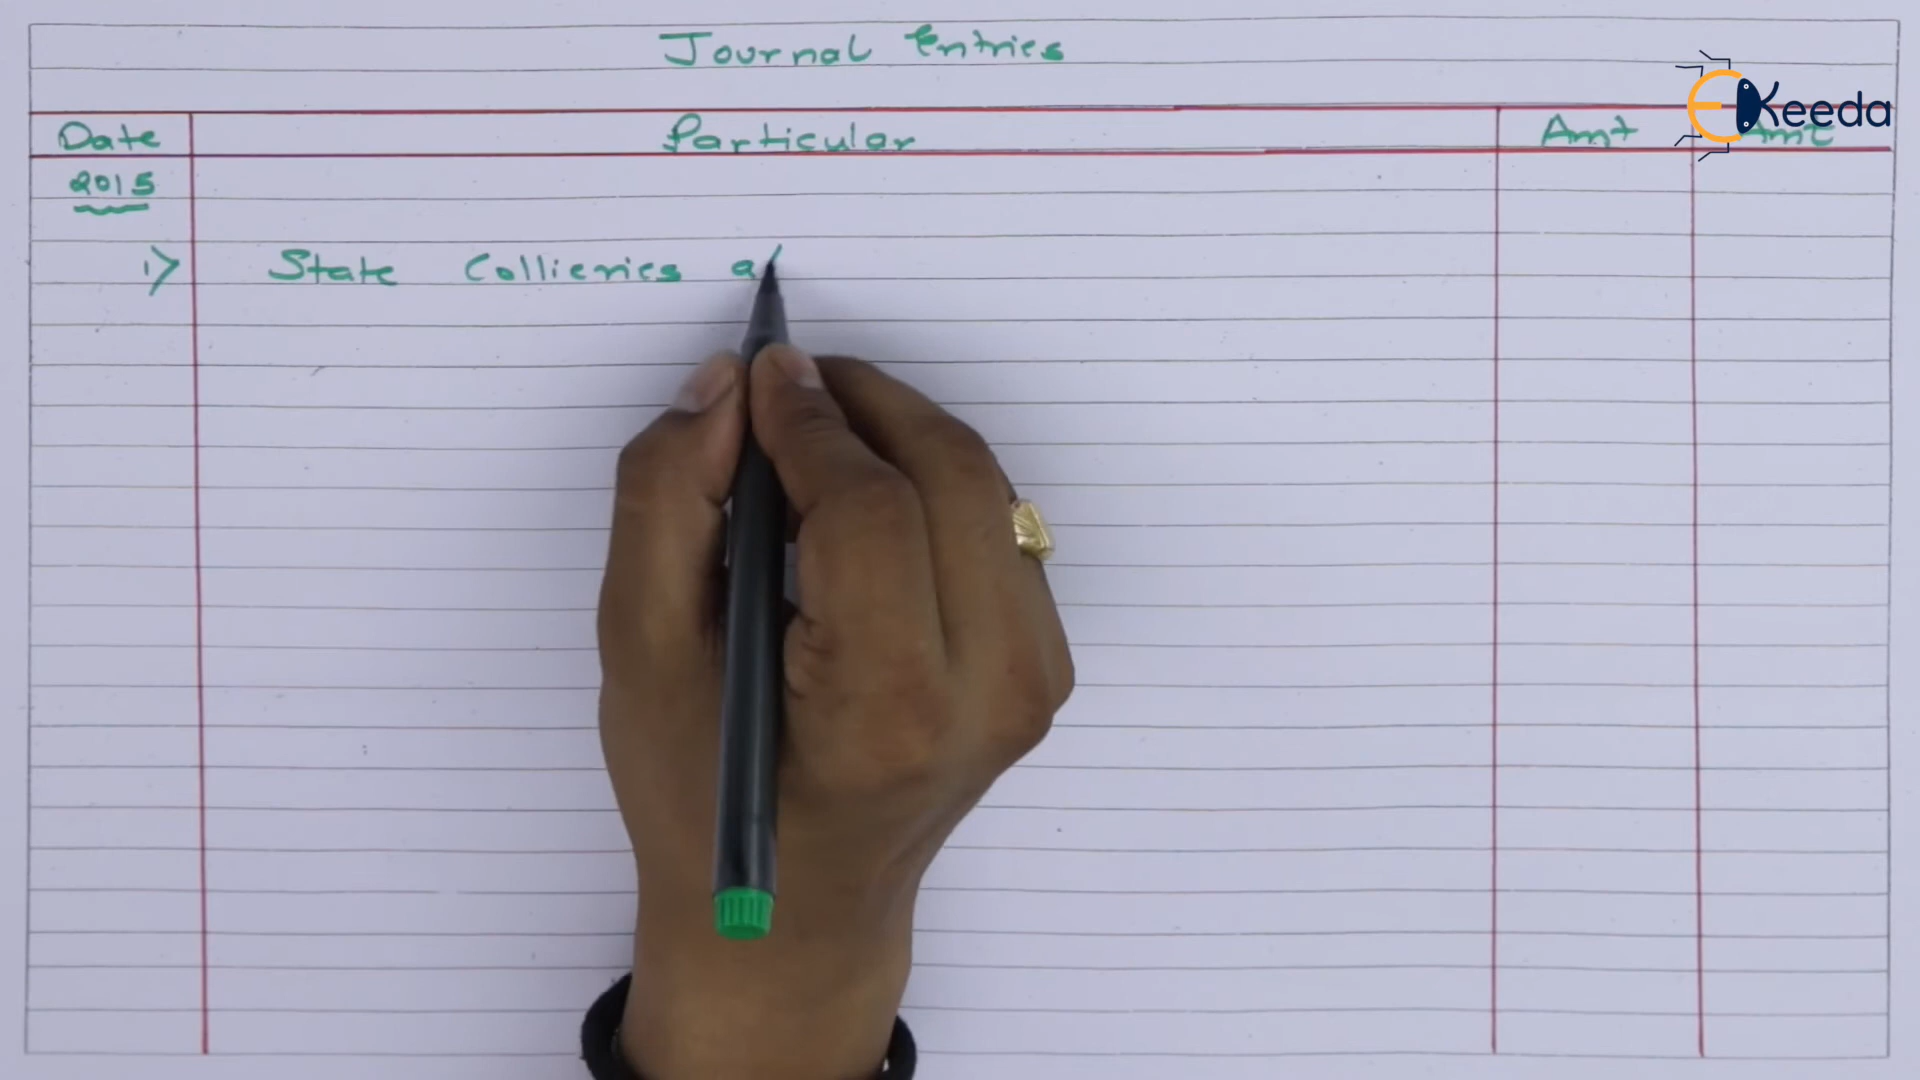 Journal Entries
EKeeda
Date Particular Amt Amt
2015
1) State Collieries a/